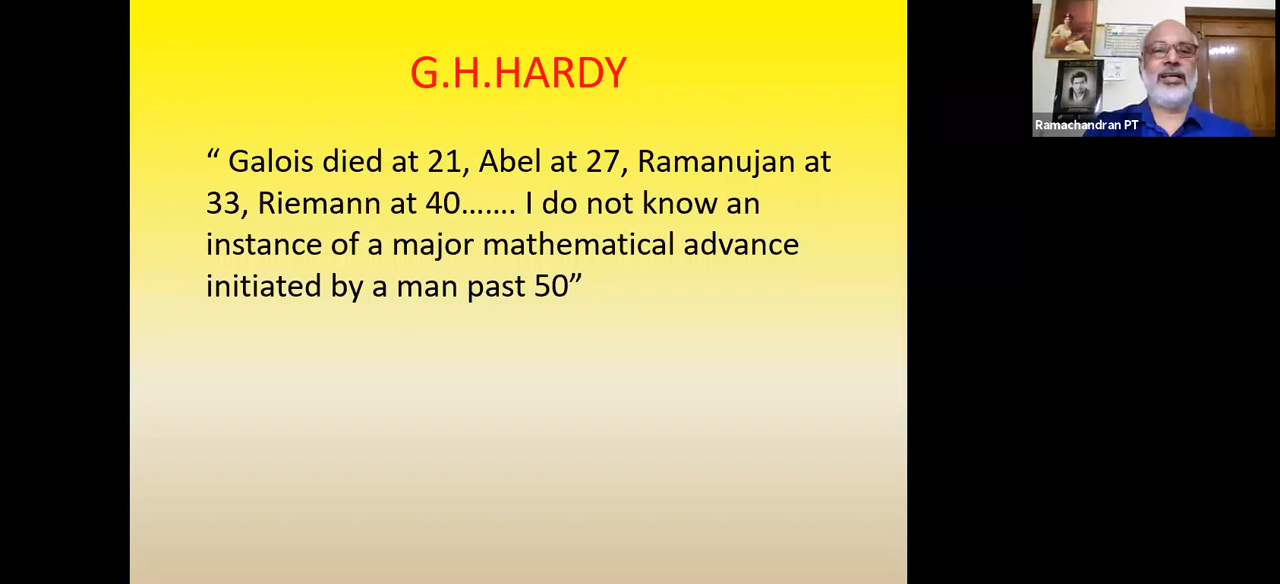 G.H.HARDY
“ Galois died at 21, Abel at 27, Ramanujan at
33, Riemann at 40……. I do not know an
instance of a major mathematical advance
initiated by a man past 50”
Ramachandran PT